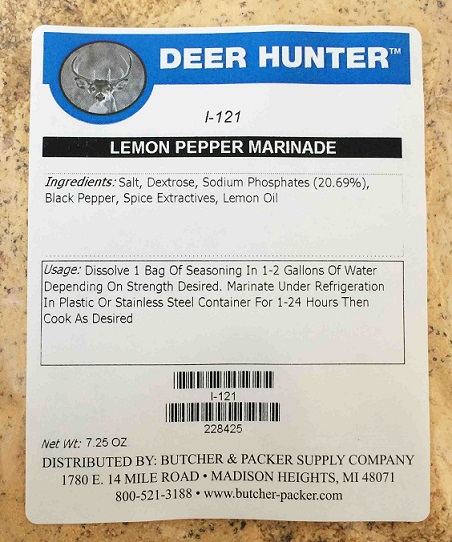 DEER HUNTER™
I-121
LEMON PEPPER MARINADE
Ingredients: Salt, Dextrose, Sodium Phosphates (20.69%),
Black Pepper, Spice Extractives, Lemon Oil
Usage: Dissolve 1 Bag Of Seasoning In 1-2 Gallons Of Water
Depending On Strength Desired. Marinate Under Refrigeration
In Plastic Or Stainless Steel Container For 1-24 Hours Then
Cook As Desired
I-121
228425
Net Wt: 7.25 OZ
DISTRIBUTED BY: BUTCHER & PACKER SUPPLY COMPANY
1780 E. 14 MILE ROAD • MADISON HEIGHTS, MI 48071
800-521-3188 • www.butcher-packer.com